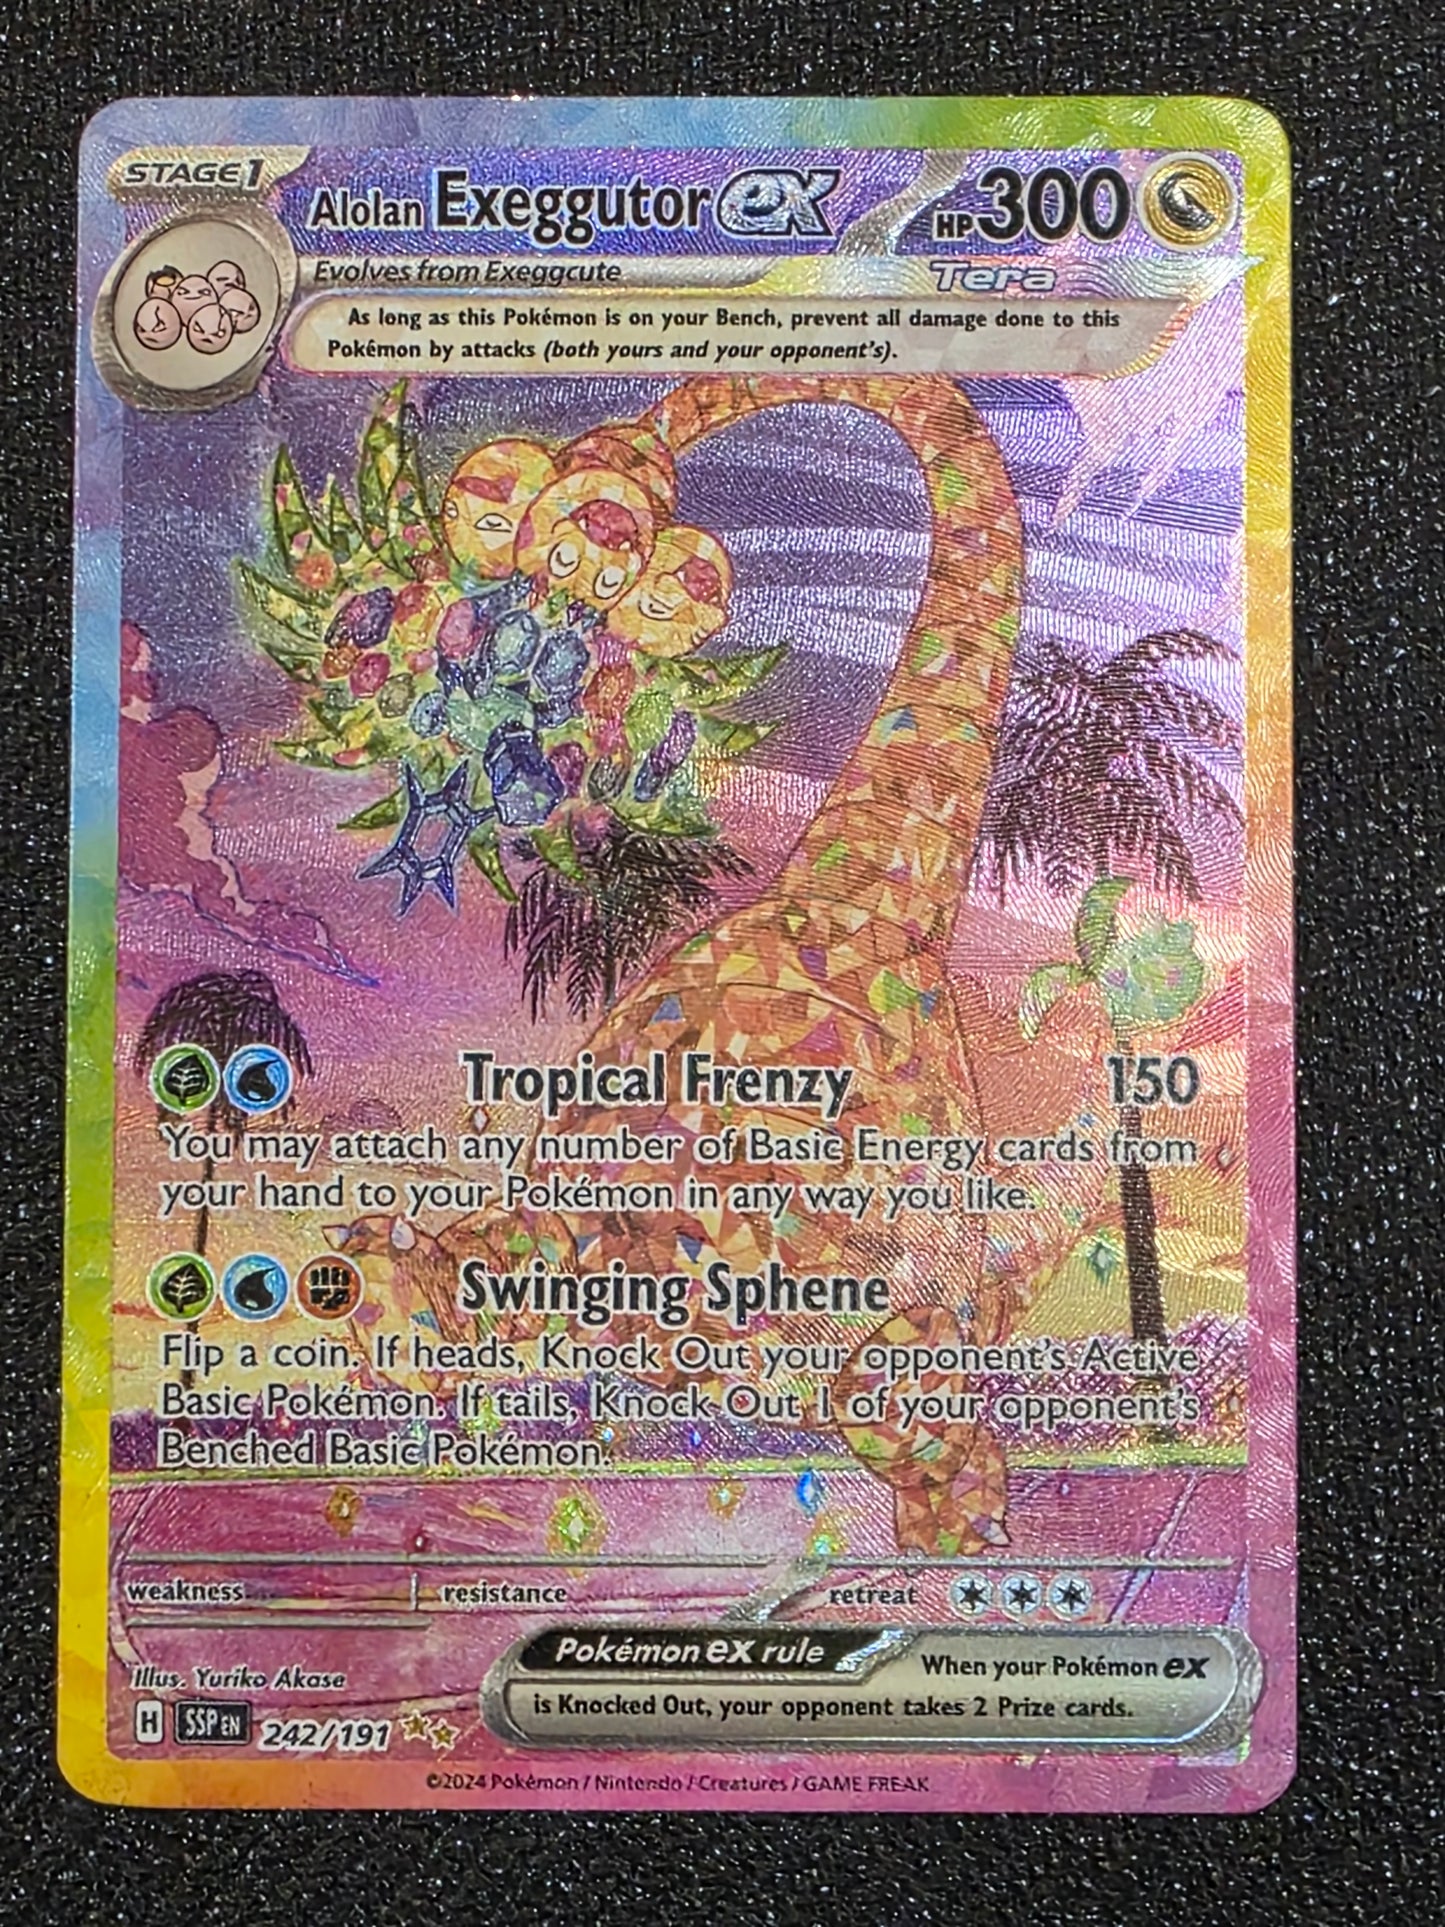 STAGE 1
Alolan Exeggutor ex HP 300
Evolves from Exeggcute Tera
As long as this Pokémon is on your Bench, prevent all damage done to this
Pokémon by attacks (both yours and your opponent's).
Tropical Frenzy 150
You may attach any number of Basic Energy cards from
your hand to your Pokémon in any way you like.
Swinging Sphene
Flip a coin. If heads, Knock Out your opponent's Active
Basic Pokémon. If tails, Knock Out 1 of your opponent's
Benched Basic Pokémon.
weakness resistance retreat
Pokémon ex rule When your Pokémon ex
is Knocked Out, your opponent takes 2 Prize cards.
Illus. Yuriko Akase
H SSP EN 242/191
©2024 Pokémon / Nintendo / Creatures / GAME FREAK